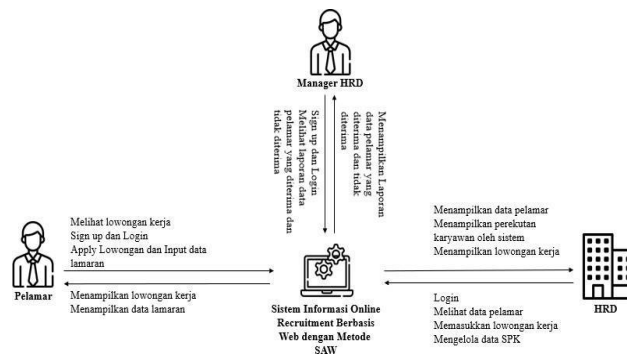 Manager HRD
Sign up dan Login
Melihat laporan data
pelamar yang diterima dan
tidak diterima
Menampilkan Laporan
data pelamar yang
diterima dan tidak
diterima
Melihat lowongan kerja
Sign up dan Login
Apply Lowongan dan Input data
lamaran
Pelamar
Menampilkan lowongan kerja
Menampilkan data lamaran
Sistem Informasi Online
Recruitment Berbasis
Web dengan Metode
SAW
Menampilkan data pelamar
Menampilkan perekutan
karyawan oleh sistem
Menampilkan lowongan kerja
HRD
Login
Melihat data pelamar
Memasukkan lowongan kerja
Mengelola data SPK